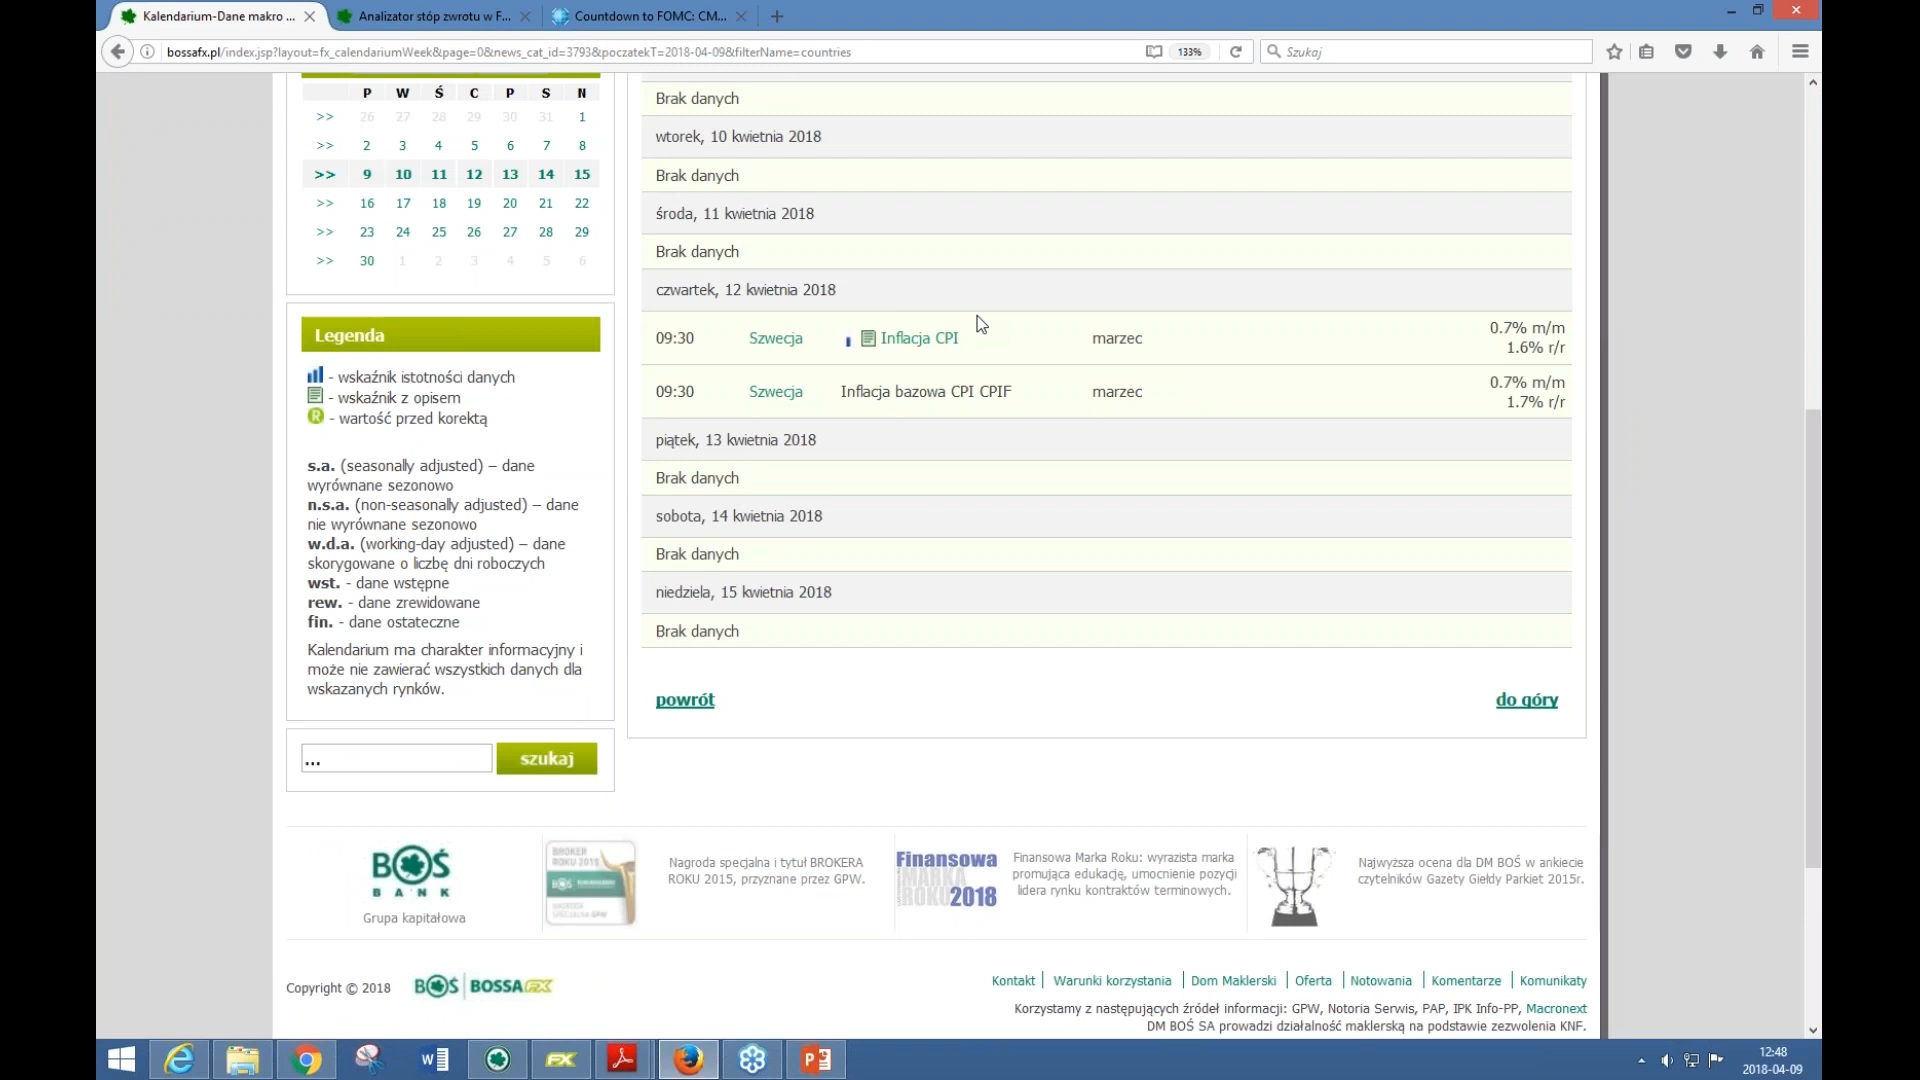 Kalendarium-Dane makro ...
Analizator stóp zwrotu w F...
Countdown to FOMC: CM...
bossafx.pl/index.jsp?layout=fx_calendariumWeek&page=0&news_cat_id=3793&poczatekT=2018-04-09&filterName=countries
133%
Szukaj
P W Ś C P S N
>> 26 27 28 29 30 31 1
>> 2 3 4 5 6 7 8
>> 9 10 11 12 13 14 15
>> 16 17 18 19 20 21 22
>> 23 24 25 26 27 28 29
>> 30 1 2 3 4 5 6
Legenda
- wskaźnik istotności danych
- wskaźnik z opisem
R - wartość przed korektą
s.a. (seasonally adjusted) – dane
wyrównane sezonowo
n.s.a. (non-seasonally adjusted) – dane
nie wyrównane sezonowo
w.d.a. (working-day adjusted) – dane
skorygowane o liczbę dni roboczych
wst. - dane wstępne
rew. - dane zrewidowane
fin. - dane ostateczne
Kalendarium ma charakter informacyjny i
może nie zawierać wszystkich danych dla
wskazanych rynków.
...
szukaj
Brak danych
wtorek, 10 kwietnia 2018
Brak danych
środa, 11 kwietnia 2018
Brak danych
czwartek, 12 kwietnia 2018
09:30 Szwecja Inflacja CPI marzec 0.7% m/m
1.6% r/r
09:30 Szwecja Inflacja bazowa CPI CPIF marzec 0.7% m/m
1.7% r/r
piątek, 13 kwietnia 2018
Brak danych
sobota, 14 kwietnia 2018
Brak danych
niedziela, 15 kwietnia 2018
Brak danych
powrót
do góry
BOŚ
BANK
Grupa kapitałowa
BROKER
ROKU 2015
Nagroda specjalna i tytuł BROKERA
ROKU 2015, przyznane przez GPW.
Finansowa
MARKA
ROKU 2018
Finansowa Marka Roku: wyrazista marka
promująca edukację, umocnienie pozycji
lidera rynku kontraktów terminowych.
Najwyższa ocena dla DM BOŚ w ankiecie
czytelników Gazety Giełdy Parkiet 2015r.
Copyright © 2018
BOŚ BOSSAFX
Kontakt Warunki korzystania Dom Maklerski Oferta Notowania Komentarze Komunikaty
Korzystamy z następujących źródeł informacji: GPW, Notoria Serwis, PAP, IPK Info-PP, Macronext
DM BOŚ SA prowadzi działalność maklerską na podstawie zezwolenia KNF.
FX
12:48
2018-04-09